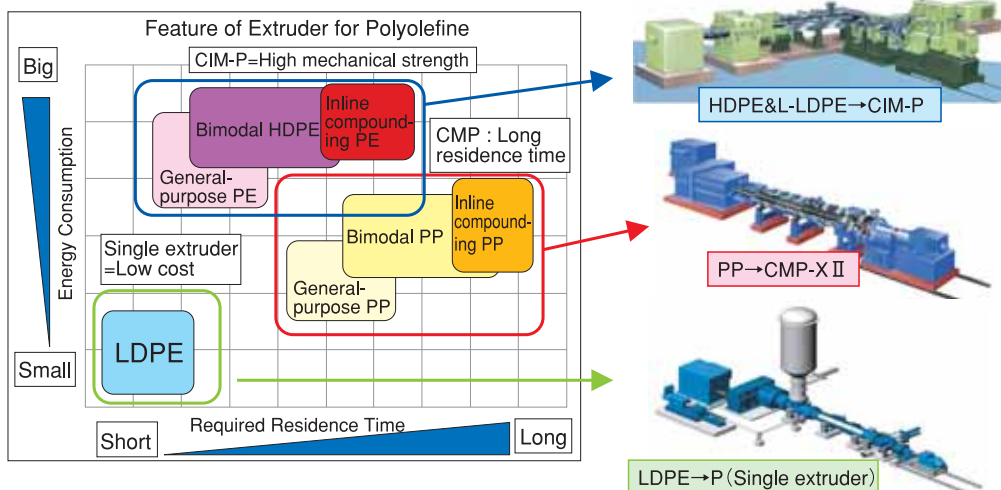 Feature of Extruder for Polyolefine
CIM-P=High mechanical strength
Big
Inline
compound-
ing PE
Bimodal HDPE
CMP : Long
residence time
General-
purpose PE
Energy Consumption
Inline
compound-
ing PP
Bimodal PP
Single extruder
=Low cost
General-
purpose PP
LDPE
Small
Short
Required Residence Time
Long
HDPE&L-LDPE→CIM-P
PP→CMP-XⅡ
LDPE→P(Single extruder)